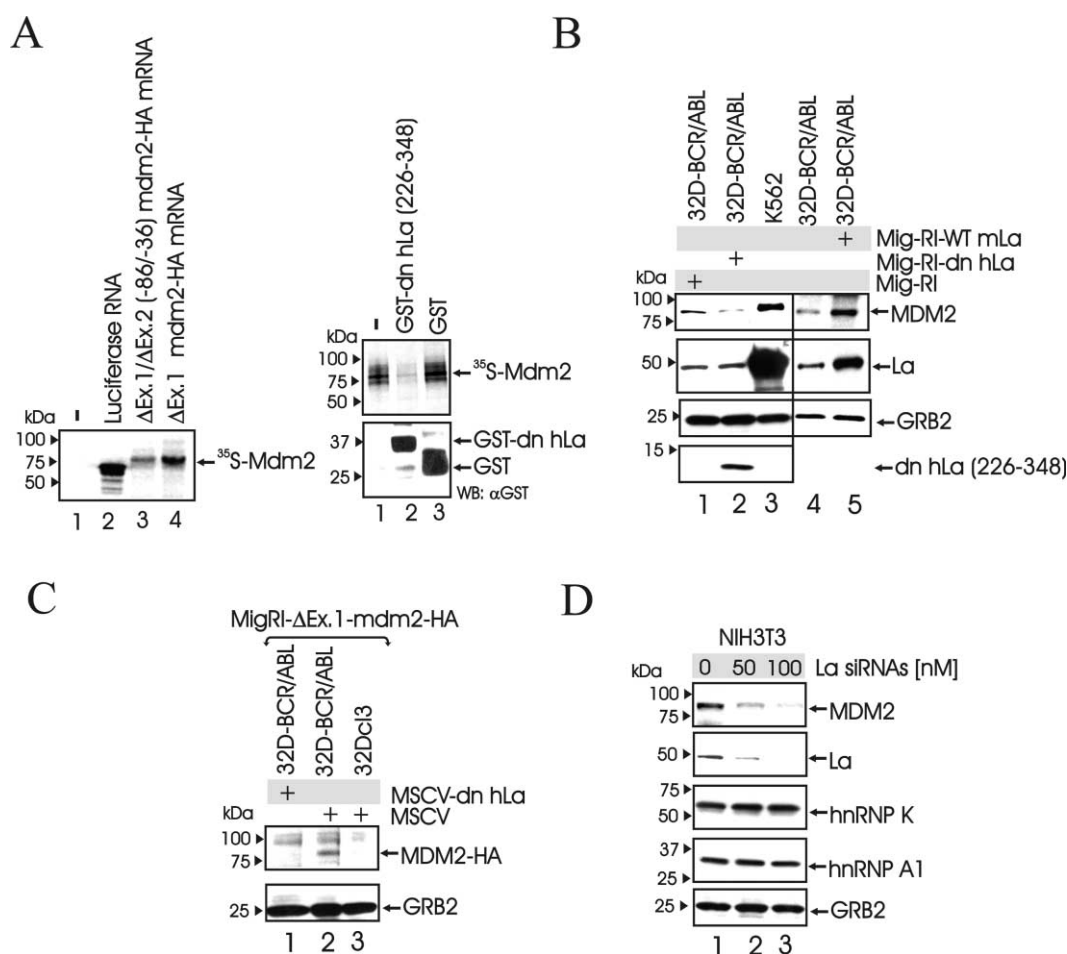 A
-
Luciferase RNA
ΔEx.1/ΔEx.2 (-86/-36) mdm2-HA mRNA
ΔEx.1 mdm2-HA mRNA
kDa
100
75
50
³⁵S-Mdm2
1 2 3 4
-
GST-dn hLa (226-348)
GST
kDa
100
75
50
³⁵S-Mdm2
37
25
GST-dn hLa
GST
WB: αGST
1 2 3
B
32D-BCR/ABL
32D-BCR/ABL
K562
32D-BCR/ABL
32D-BCR/ABL
+ Mig-RI-WT mLa
+ Mig-RI-dn hLa
+ Mig-RI
kDa
100
75
MDM2
50
La
25
GRB2
15
dn hLa (226-348)
1 2 3 4 5
C
MigRI-ΔEx.1-mdm2-HA
32D-BCR/ABL
32D-BCR/ABL
32Dcl3
+ MSCV-dn hLa
+ + MSCV
kDa
100
75
MDM2-HA
25
GRB2
1 2 3
D
NIH3T3
0 50 100 La siRNAs [nM]
kDa
100
75
MDM2
50
La
75
50
hnRNP K
37
25
hnRNP A1
25
GRB2
1 2 3